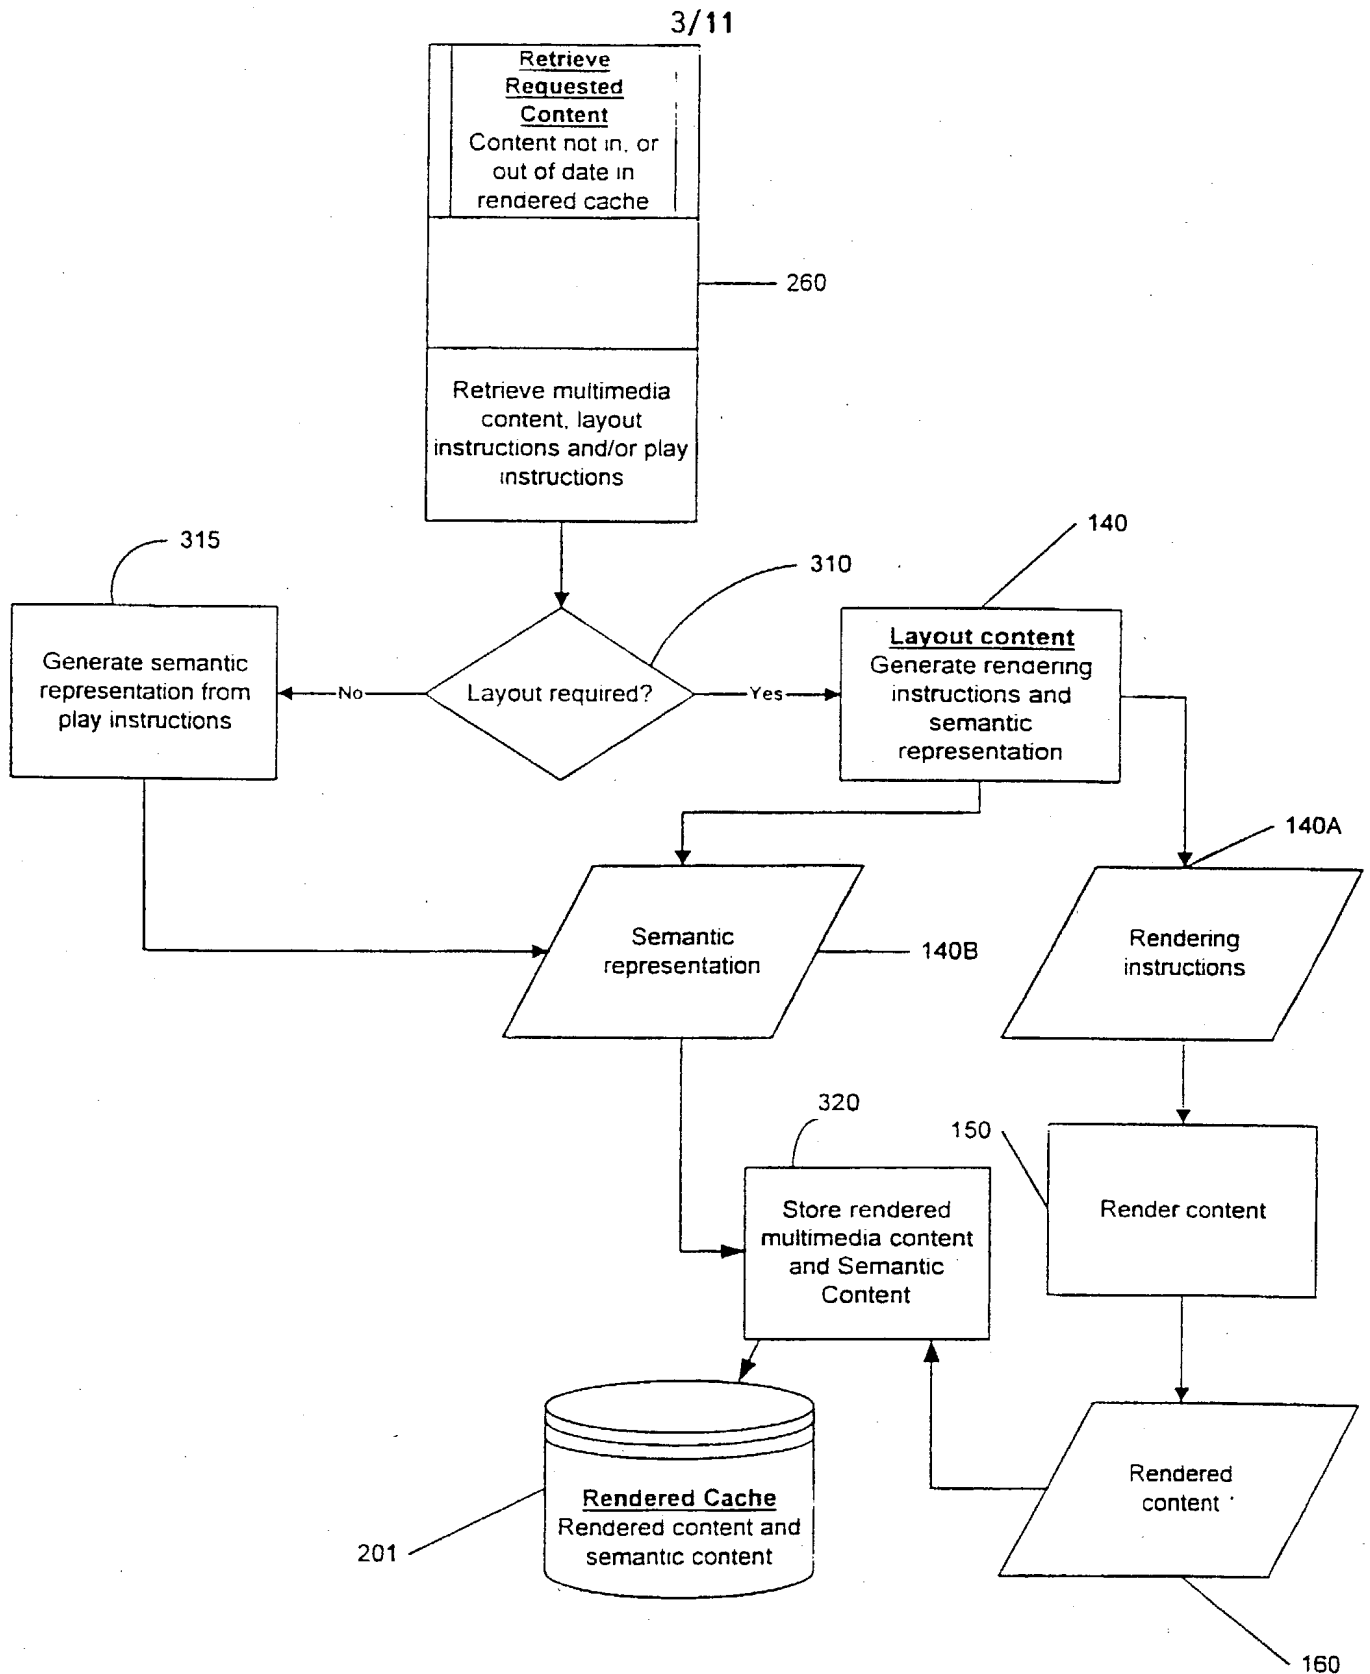 3/11
Retrieve
Requested
Content
Content not in, or
out of date in
rendered cache
260
Retrieve multimedia
content, layout
instructions and/or play
instructions
315
310
140
Generate semantic
representation from
play instructions
No
Layout required?
Yes
Layout content
Generate rendering
instructions and
semantic
representation
140A
Semantic
representation
140B
Rendering
instructions
320
150
Store rendered
multimedia content
and Semantic
Content
Render content
Rendered Cache
Rendered content and
semantic content
201
Rendered
content
160